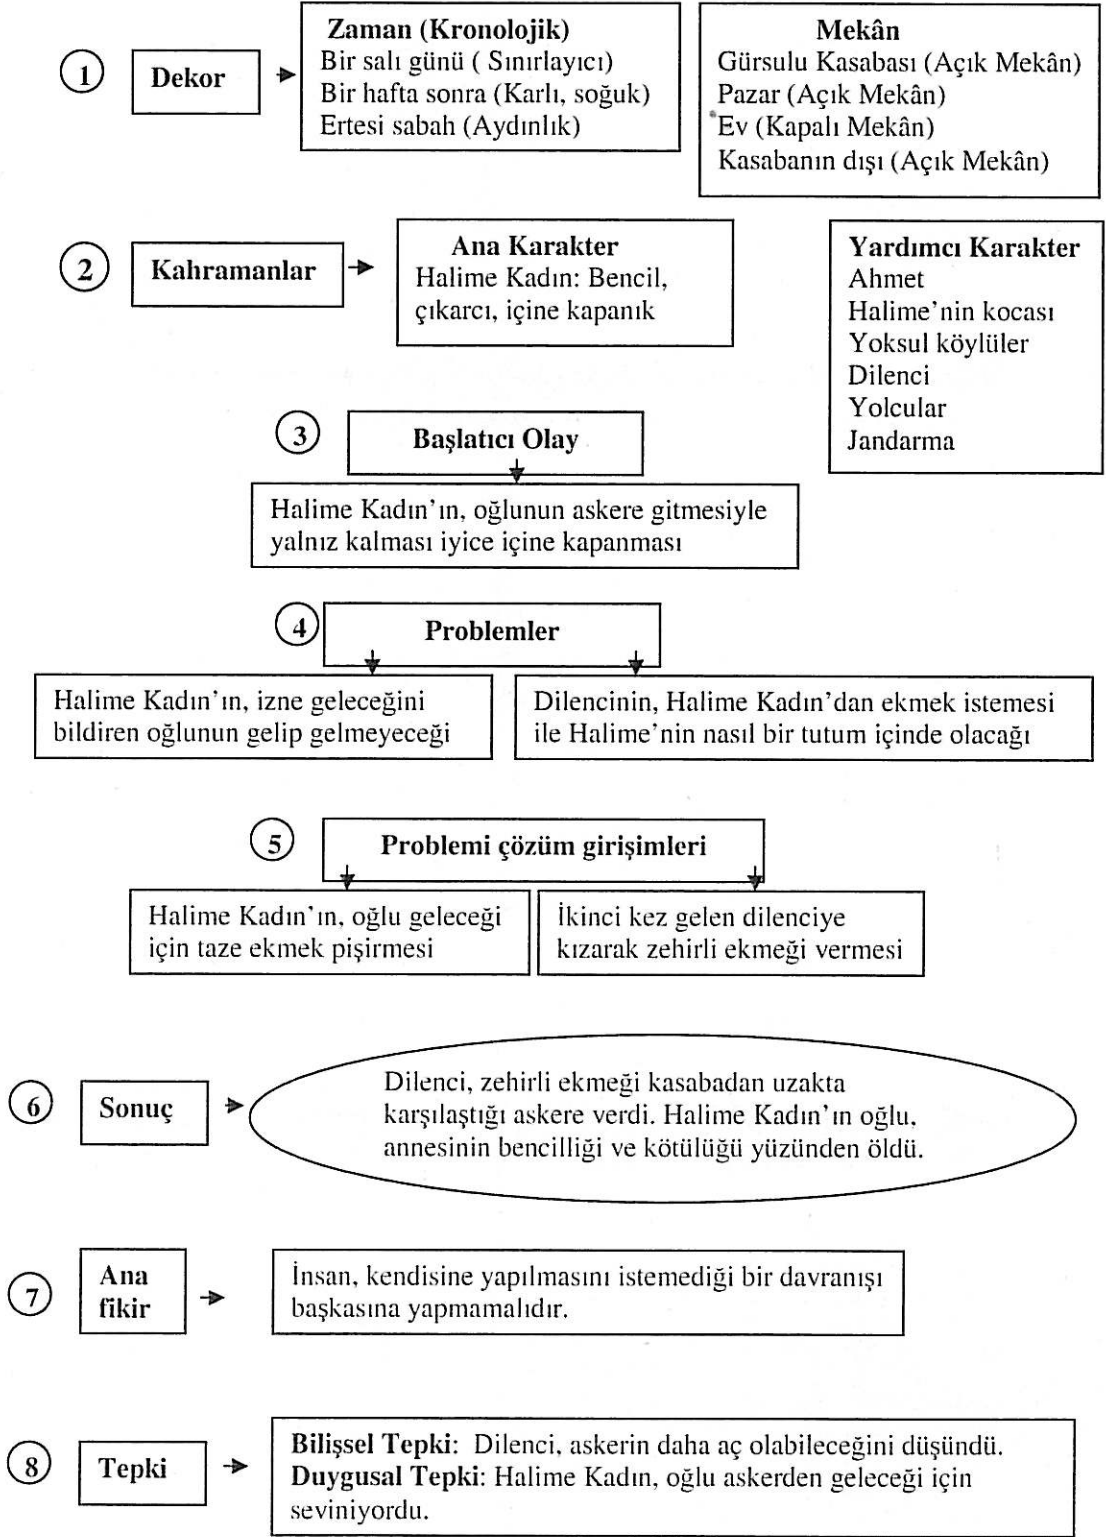 1
Dekor
Zaman (Kronolojik)
Bir salı günü ( Sınırlayıcı)
Bir hafta sonra (Karlı, soğuk)
Ertesi sabah (Aydınlık)
Mekân
Gürsulu Kasabası (Açık Mekân)
Pazar (Açık Mekân)
Ev (Kapalı Mekân)
Kasabanın dışı (Açık Mekân)
2
Kahramanlar
Ana Karakter
Halime Kadın: Bencil,
çıkarcı, içine kapanık
Yardımcı Karakter
Ahmet
Halime'nin kocası
Yoksul köylüler
Dilenci
Yolcular
Jandarma
3
Başlatıcı Olay
Halime Kadın'ın, oğlunun askere gitmesiyle
yalnız kalması iyice içine kapanması
4
Problemler
Halime Kadın'ın, izne geleceğini
bildiren oğlunun gelip gelmeyeceği
Dilencinin, Halime Kadın'dan ekmek istemesi
ile Halime'nin nasıl bir tutum içinde olacağı
5
Problemi çözüm girişimleri
Halime Kadın'ın, oğlu geleceği
için taze ekmek pişirmesi
İkinci kez gelen dilenciye
kızarak zehirli ekmeği vermesi
6
Sonuç
Dilenci, zehirli ekmeği kasabadan uzakta
karşılaştığı askere verdi. Halime Kadın'ın oğlu,
annesinin bencilliği ve kötülüğü yüzünden öldü.
7
Ana
fikir
İnsan, kendisine yapılmasını istemediği bir davranışı
başkasına yapmamalıdır.
8
Tepki
Bilişsel Tepki: Dilenci, askerin daha aç olabileceğini düşündü.
Duygusal Tepki: Halime Kadın, oğlu askerden geleceği için
seviniyordu.